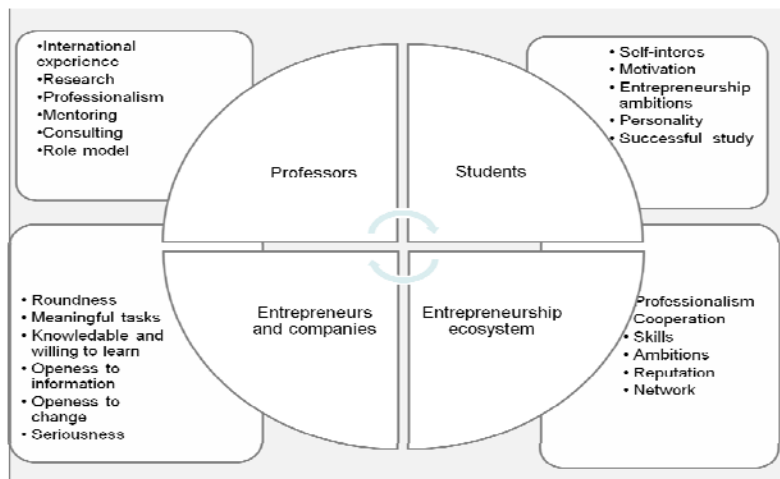 •International
experience
•Research
•Professionalism
•Mentoring
•Consulting
•Role model
• Self-interes
• Motivation
• Entrepreneurship
ambitions
• Personality
• Successful study
Professors
Students
• Roundness
• Meaningful tasks
• Knowledable and
willing to learn
• Openess to
information
• Openess to
change
• Seriousness
Entrepreneurs
and companies
Entrepreneurship
ecosystem
Professionalism
Cooperation
• Skills
• Ambitions
• Reputation
• Network